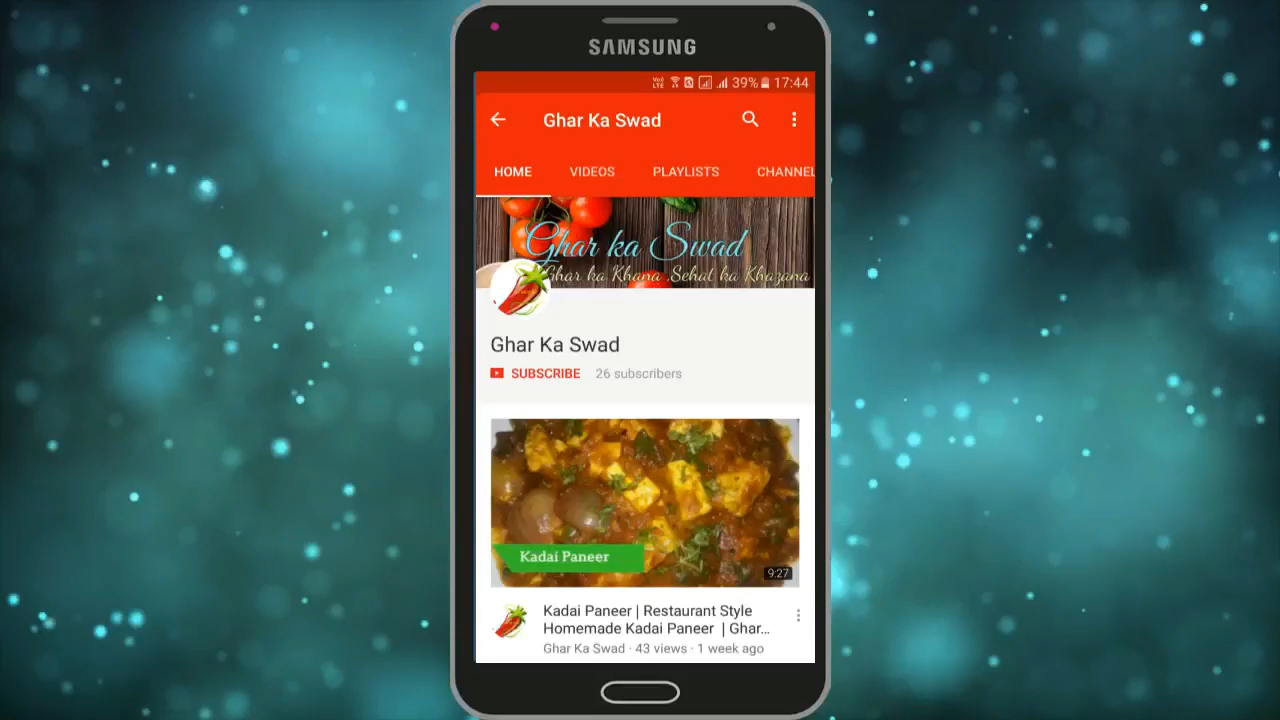 SAMSUNG
VoLTE 39% 17:44
Ghar Ka Swad
HOME VIDEOS PLAYLISTS CHANNEL
Ghar ka Swad
Ghar ka Khana ,Sehat ka Khazana
Ghar Ka Swad
SUBSCRIBE 26 subscribers
Kadai Paneer
9:27
Kadai Paneer | Restaurant Style
Homemade Kadai Paneer | Ghar...
Ghar Ka Swad · 43 views · 1 week ago